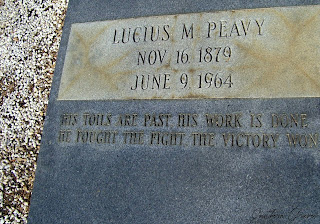 LUCIUS M. PEAVY
NOV. 16. 1879
JUNE 9. 1964
HIS TOILS ARE PAST HIS WORK IS DONE
HE FOUGHT THE FIGHT THE VICTORY WON